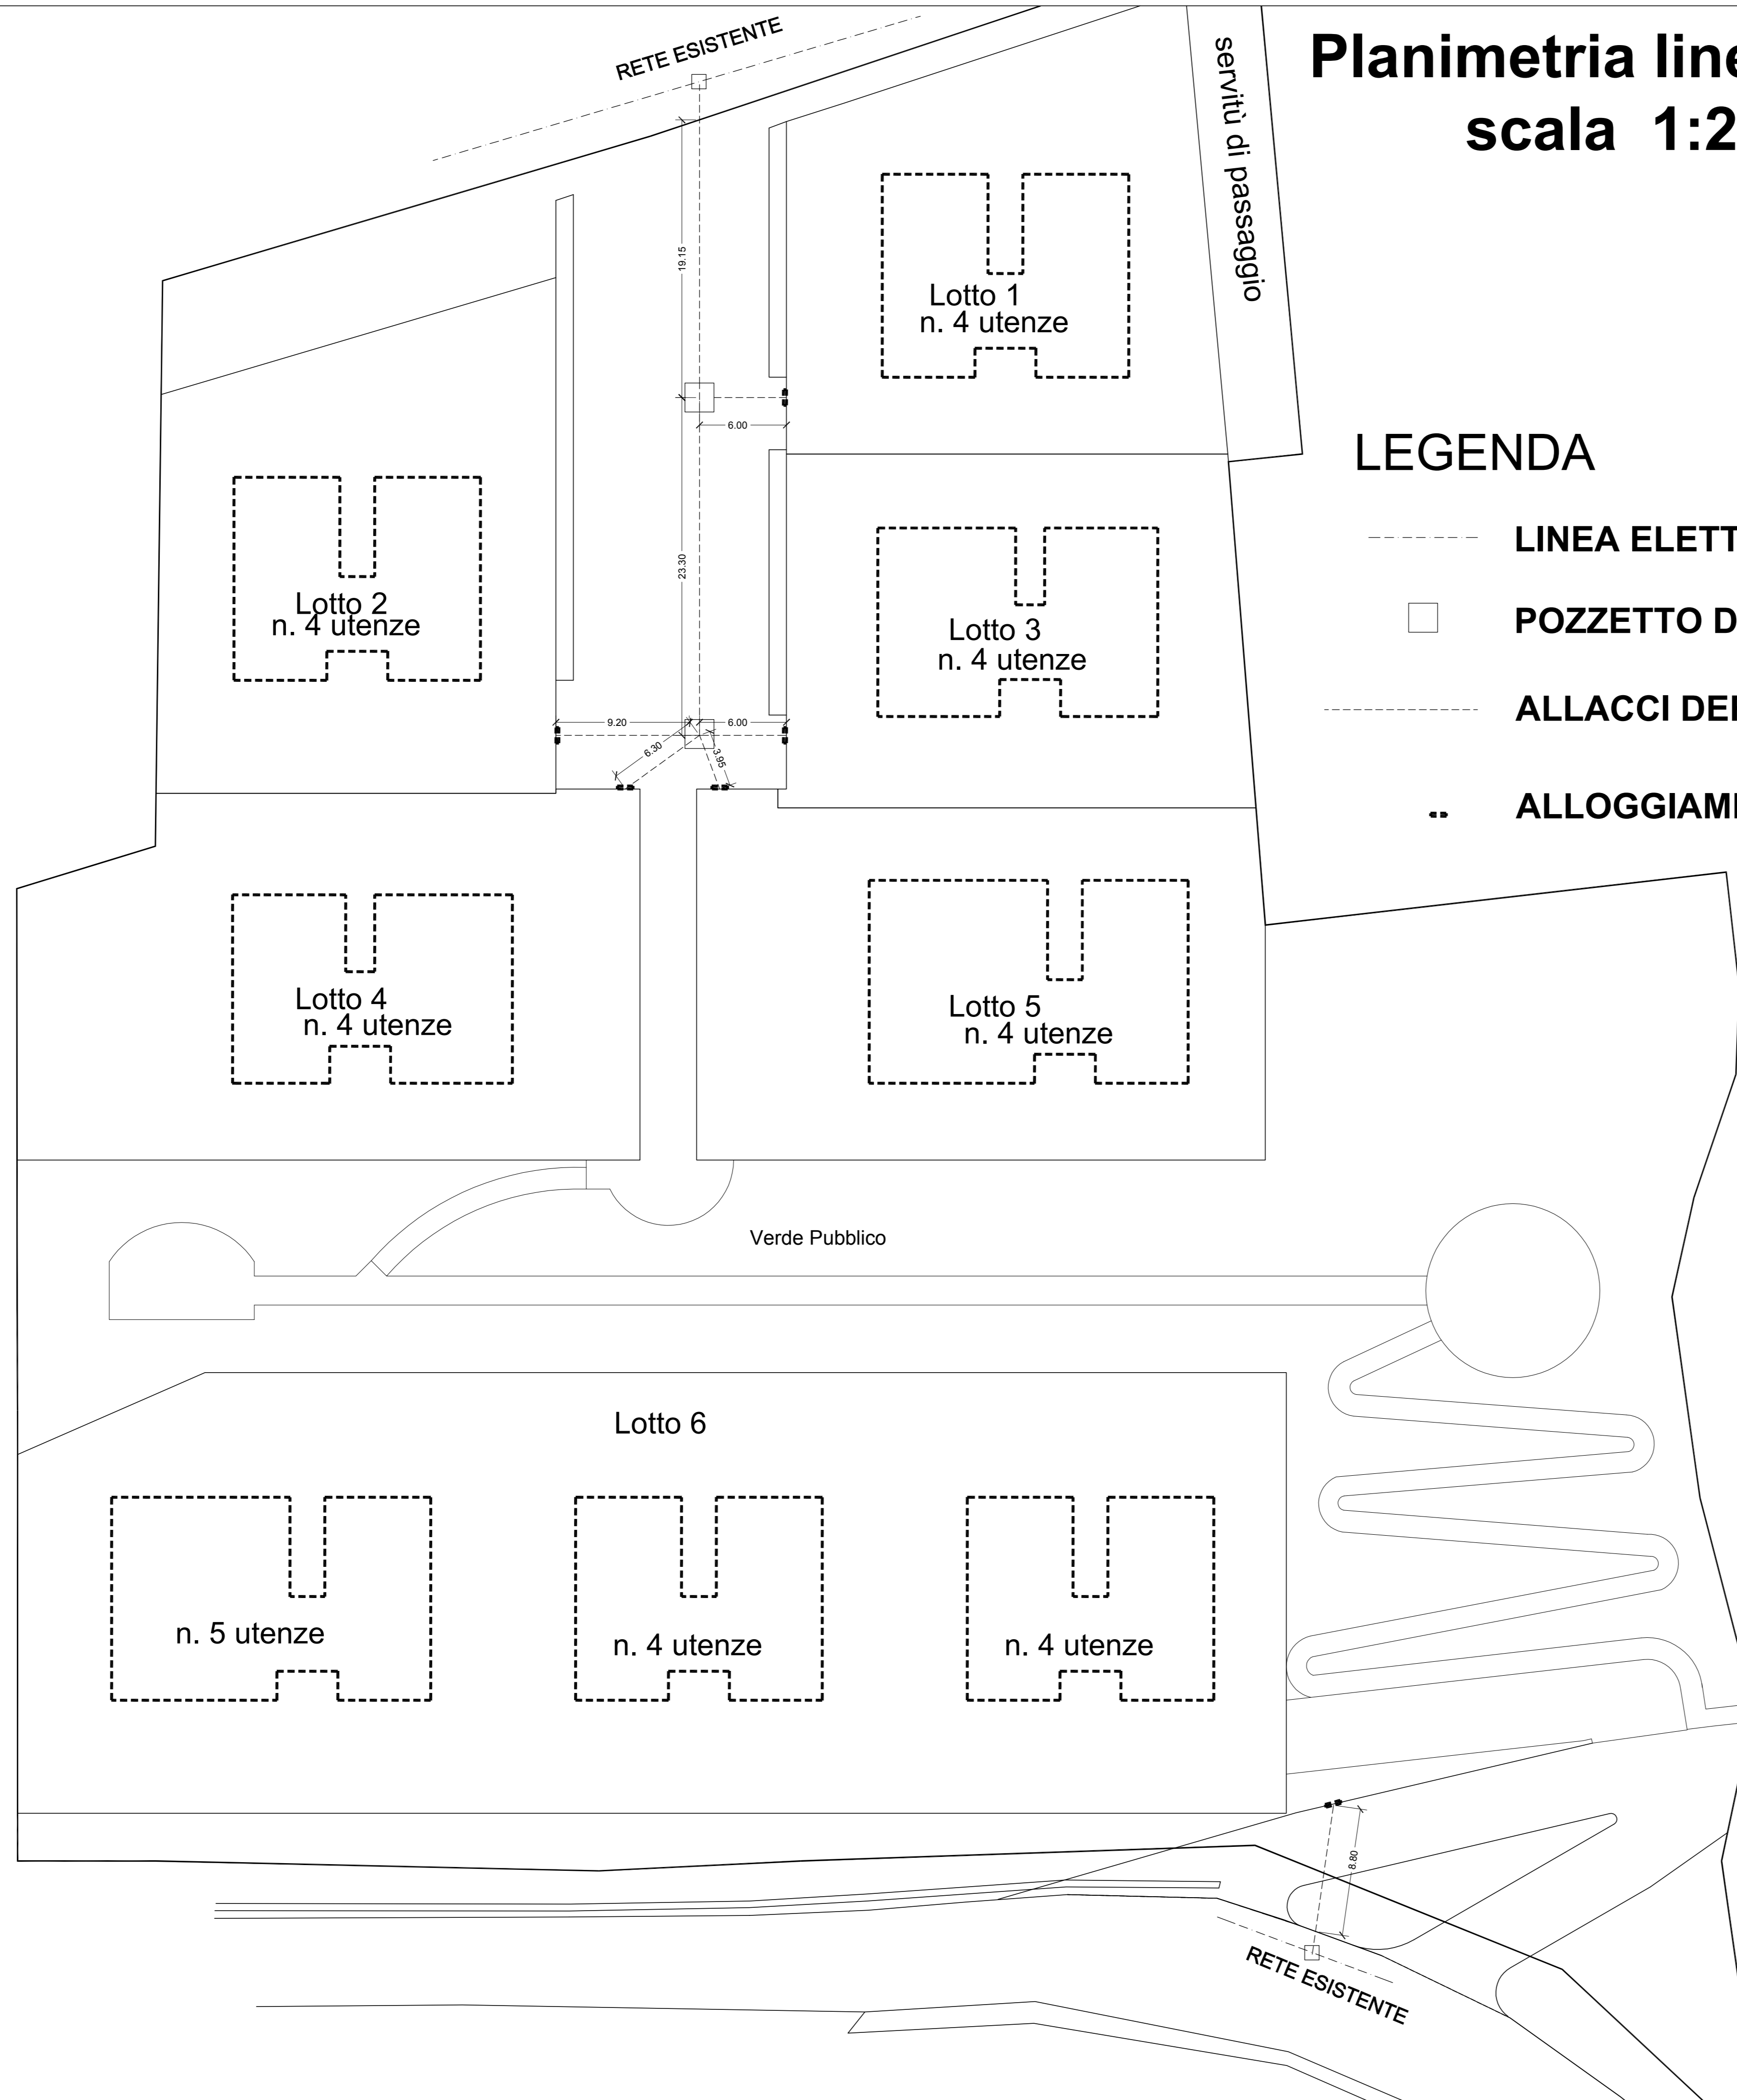 RETE ESISTENTE
Planimetria line
scala 1:2
servitù di passaggio
19.15
Lotto 1
n. 4 utenze
6.00
LEGENDA
LINEA ELETT
23.30
Lotto 2
n. 4 utenze
POZZETTO D
Lotto 3
n. 4 utenze
ALLACCI DE
9.20
6.00
6.30
3.95
ALLOGGIAM
Lotto 4
n. 4 utenze
Lotto 5
n. 4 utenze
Verde Pubblico
Lotto 6
n. 5 utenze
n. 4 utenze
n. 4 utenze
8.80
RETE ESISTENTE